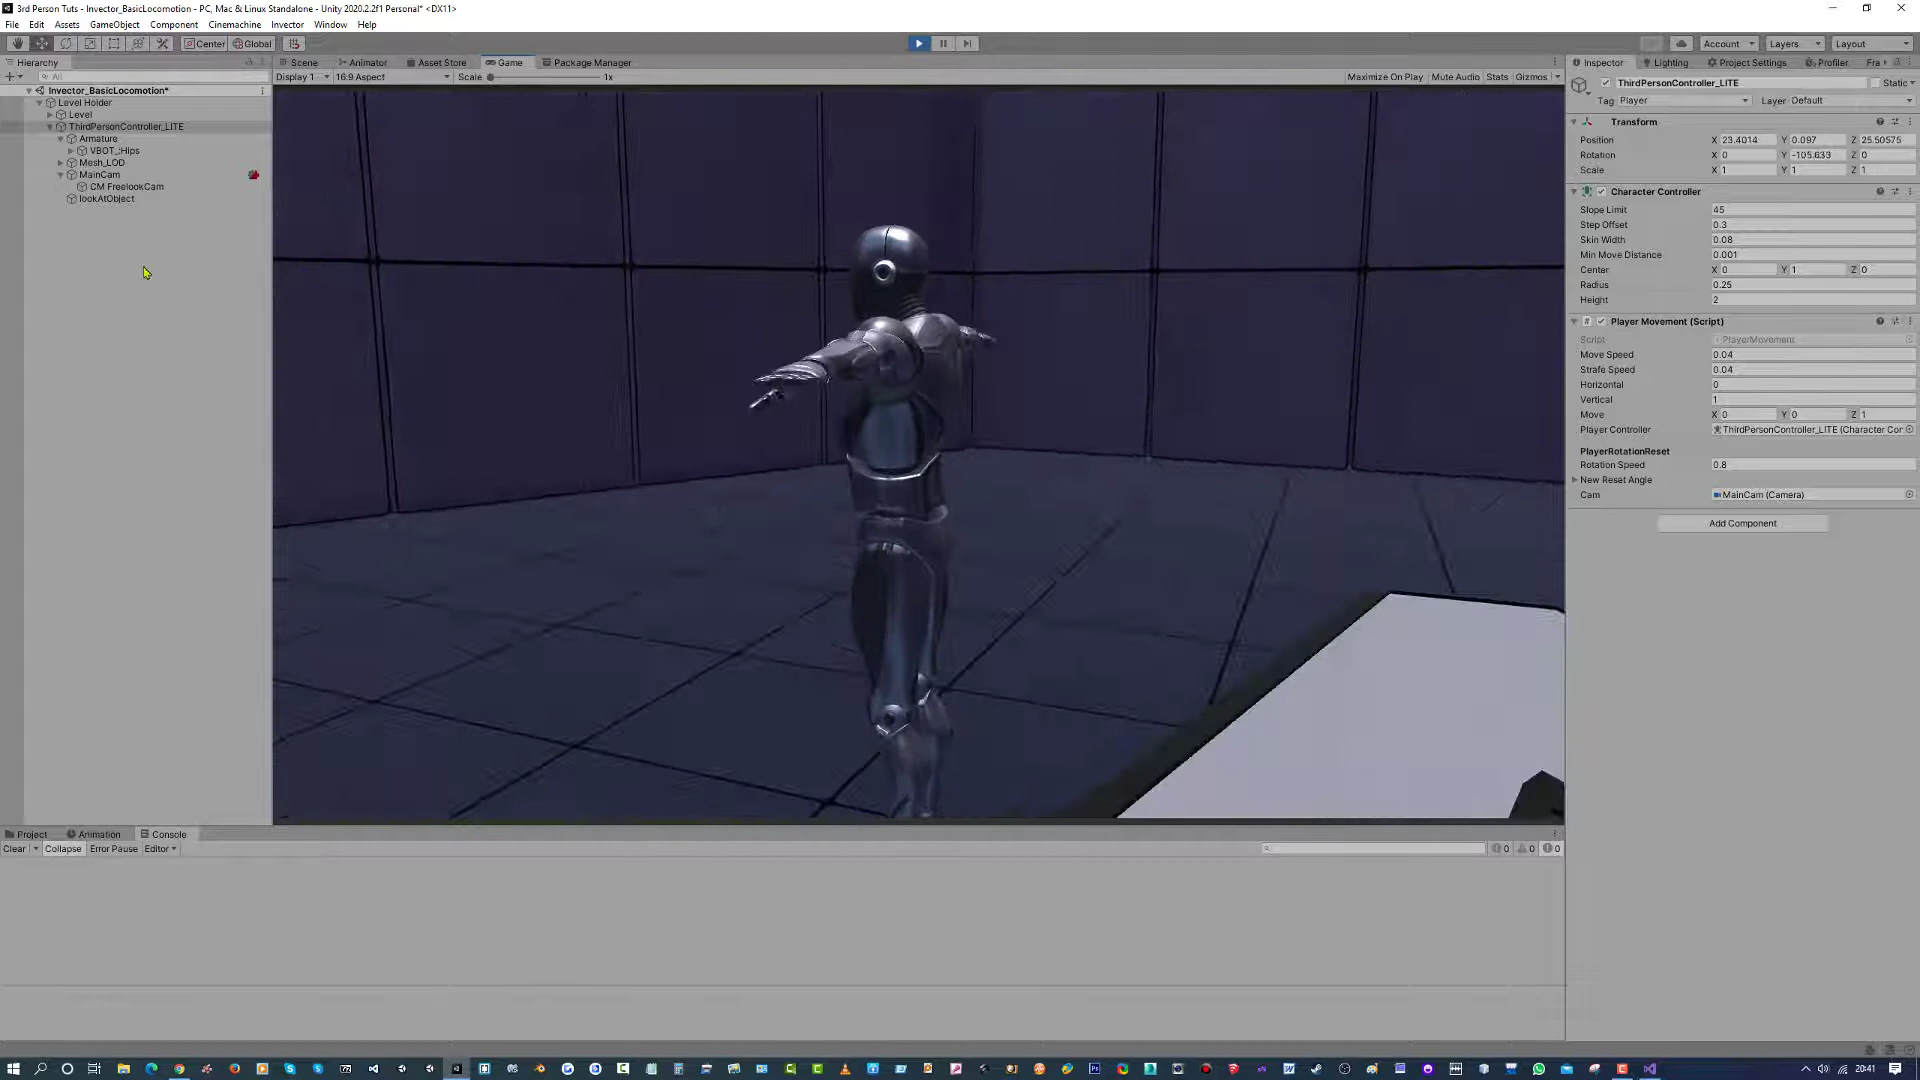 3rd Person Tuts - Invector_BasicLocomotion - PC, Mac & Linux Standalone - Unity 2020.2.2f1 Personal* <DX11>
File Edit Assets GameObject Component Cinemachine Invector Window Help
Center Global Account Layers Layout
Hierarchy Scene Animator Asset Store Game Package Manager Inspector Lighting Project Settings Profiler Fra
All Display 1 16:9 Aspect Scale 1x Maximize On Play Mute Audio Stats Gizmos
Invector_BasicLocomotion*
Level Holder
Level
ThirdPersonController_LITE
Armature
VBOT_:Hips
Mesh_LOD
MainCam
CM FreelookCam
lookAtObject
ThirdPersonController_LITE Static
Tag Player Layer Default
Transform
Position X 23.4014 Y 0.097 Z 25.50575
Rotation X 0 Y -105.633 Z 0
Scale X 1 Y 1 Z 1
Character Controller
Slope Limit 45
Step Offset 0.3
Skin Width 0.08
Min Move Distance 0.001
Center X 0 Y 1 Z 0
Radius 0.25
Height 2
Player Movement (Script)
Script PlayerMovement
Move Speed 0.04
Strafe Speed 0.04
Horizontal 0
Vertical 1
Move X 0 Y 0 Z 1
Player Controller ThirdPersonController_LITE (Character Con
PlayerRotationReset
Rotation Speed 0.8
New Reset Angle
Cam MainCam (Camera)
Add Component
Project Animation Console
Clear Collapse Error Pause Editor 0 0 0
20:41